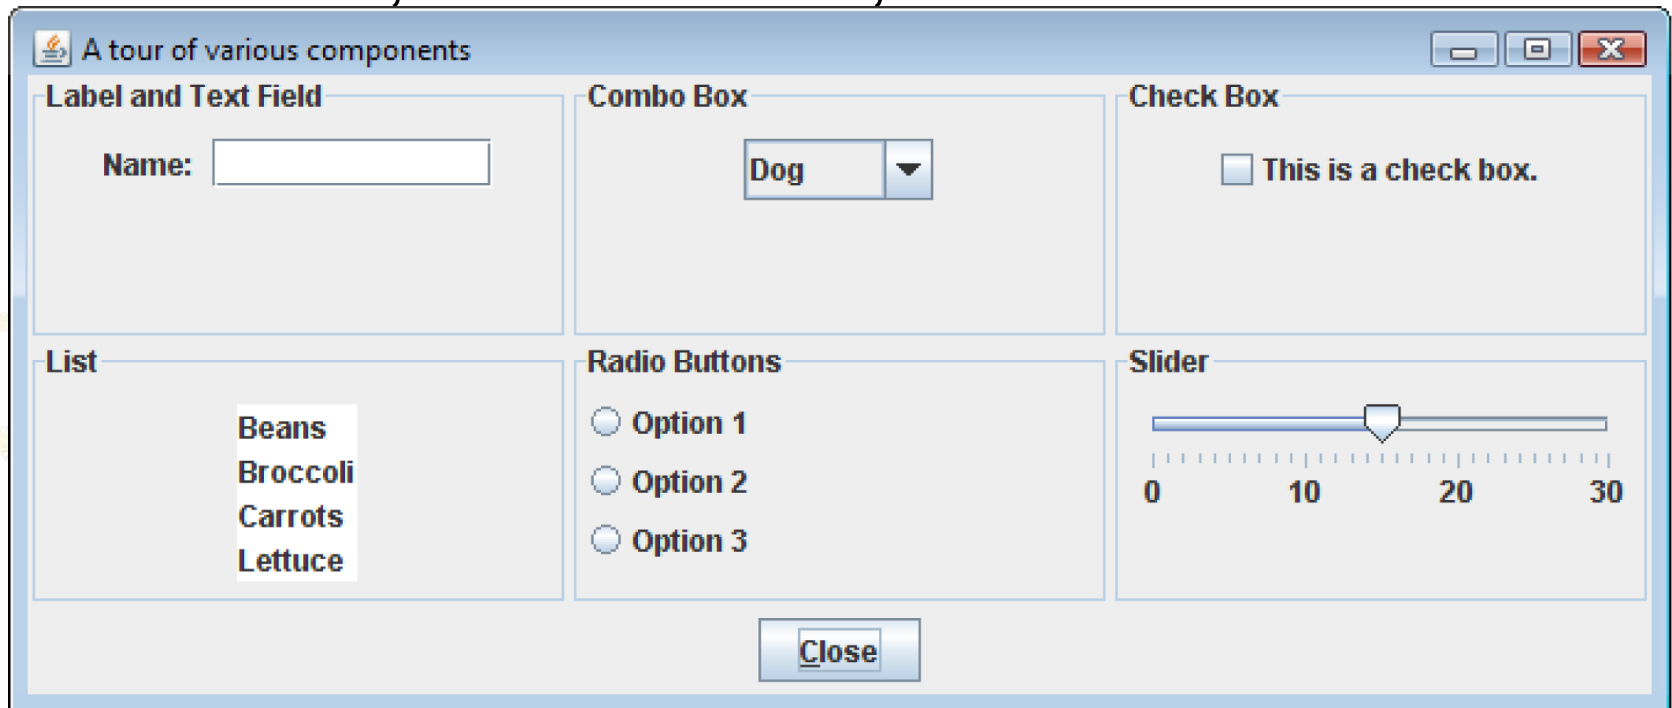 A tour of various components
Label and Text Field
Name:
Combo Box
Dog
Check Box
This is a check box.
List
Beans
Broccoli
Carrots
Lettuce
Radio Buttons
Option 1
Option 2
Option 3
Slider
0 10 20 30
Close